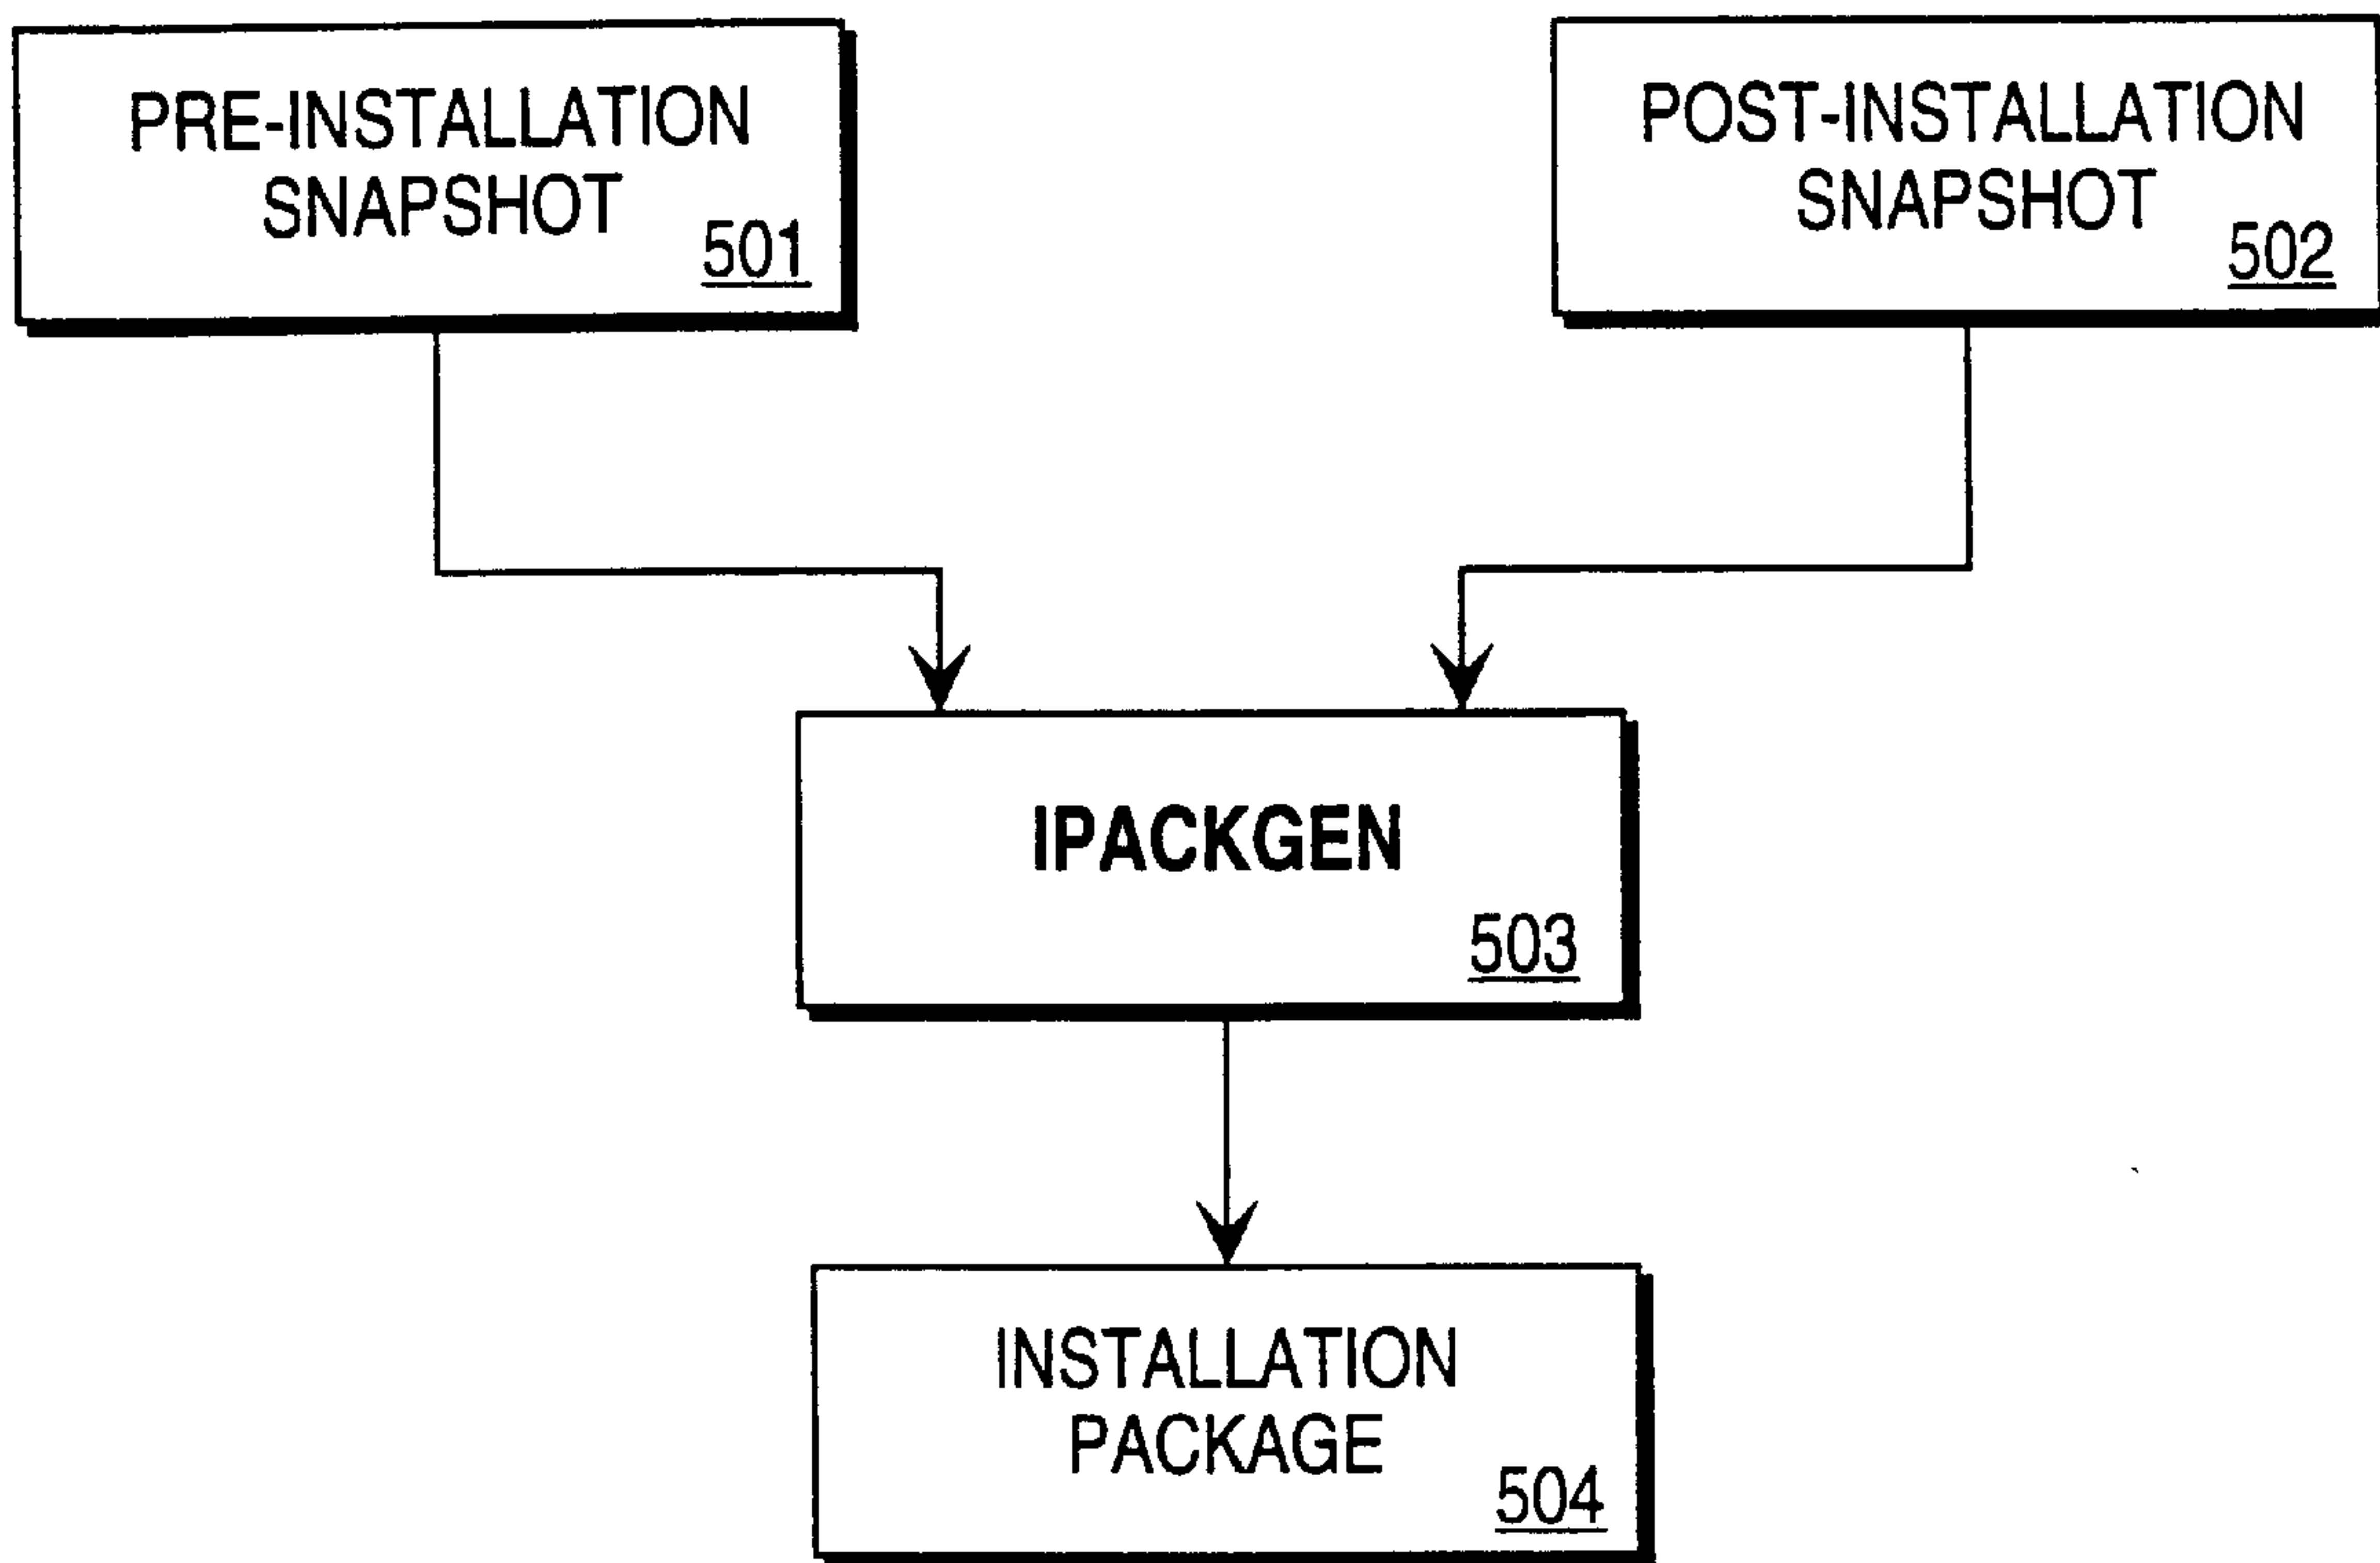 PRE-INSTALLATION
SNAPSHOT
501
POST-INSTALLATION
SNAPSHOT
502
IPACKGEN
503
INSTALLATION
PACKAGE
504